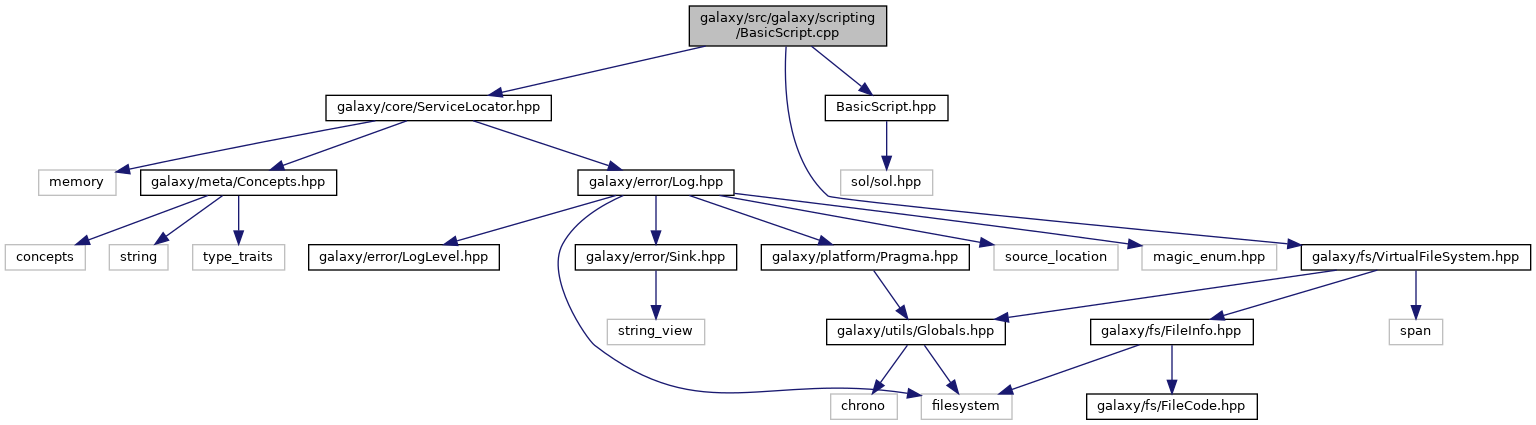 galaxy/src/galaxy/scripting
/BasicScript.cpp
galaxy/core/ServiceLocator.hpp
BasicScript.hpp
memory
galaxy/meta/Concepts.hpp
galaxy/error/Log.hpp
sol/sol.hpp
concepts
string
type_traits
galaxy/error/LogLevel.hpp
galaxy/error/Sink.hpp
galaxy/platform/Pragma.hpp
source_location
magic_enum.hpp
galaxy/fs/VirtualFileSystem.hpp
string_view
galaxy/utils/Globals.hpp
galaxy/fs/FileInfo.hpp
span
chrono
filesystem
galaxy/fs/FileCode.hpp